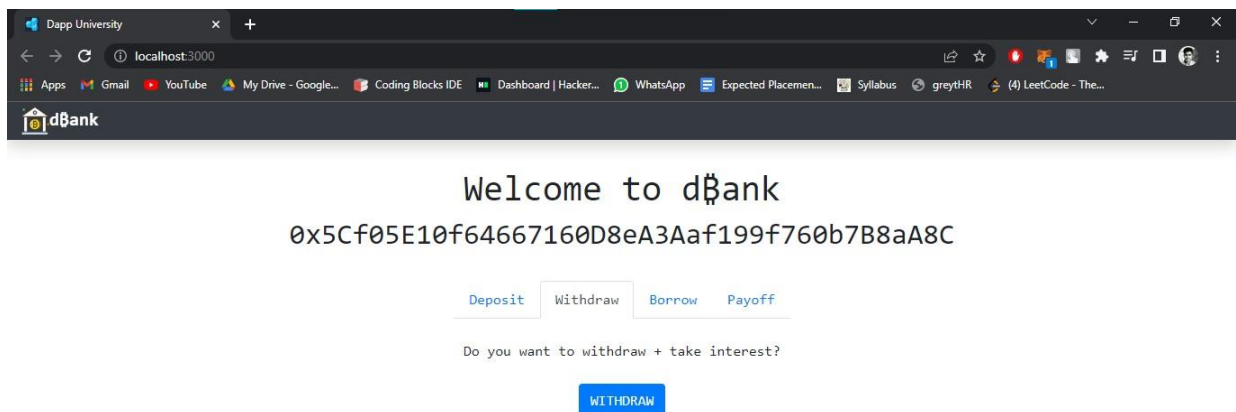 Dapp University
localhost:3000
Apps Gmail YouTube My Drive - Google... Coding Blocks IDE Dashboard | Hacker... WhatsApp Expected Placemen... Syllabus greytHR (4) LeetCode - The...
d₿ank
Welcome to d₿ank
0x5Cf05E10f64667160D8eA3Aaf199f760b7B8aA8C
Deposit Withdraw Borrow Payoff
Do you want to withdraw + take interest?
WITHDRAW